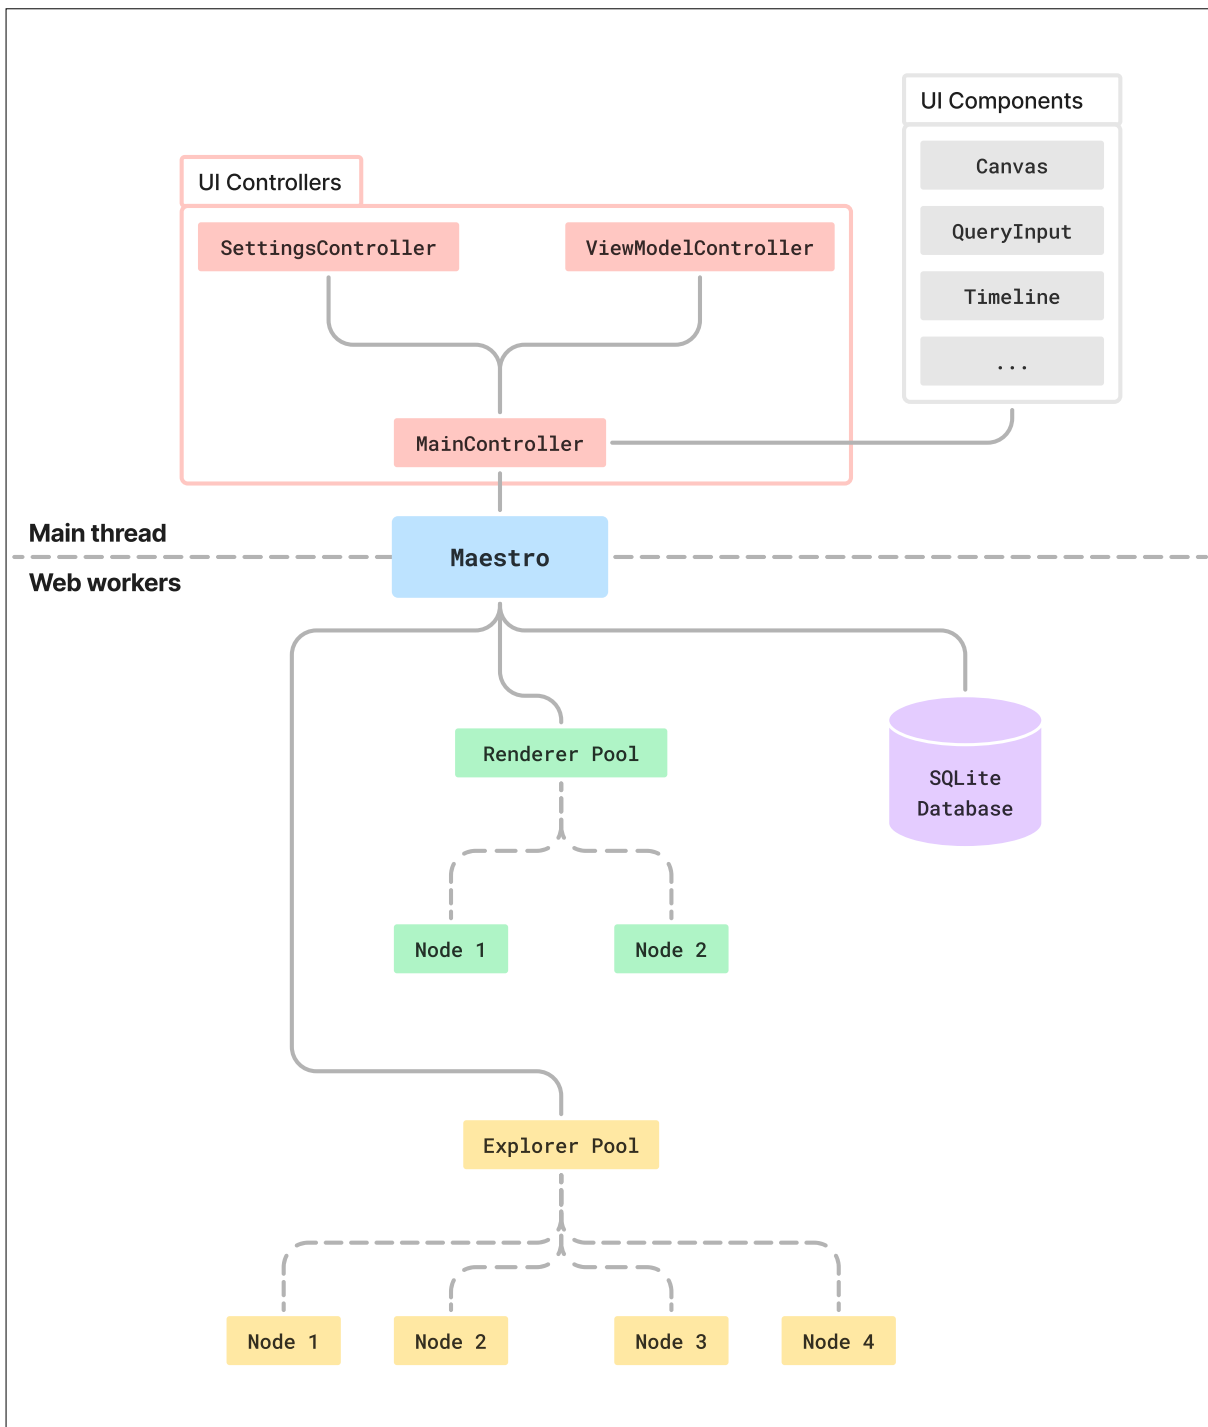 UI Components
Canvas
QueryInput
Timeline
...
UI Controllers
SettingsController
ViewModelController
MainController
Main thread
Maestro
Web workers
Renderer Pool
SQLite
Database
Node 1
Node 2
Explorer Pool
Node 1
Node 2
Node 3
Node 4